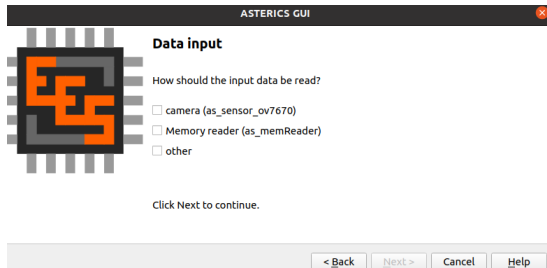 ASTERICS GUI
Data input
How should the input data be read?
camera (as_sensor_ov7670)
Memory reader (as_memReader)
other
Click Next to continue.
< Back Next > Cancel Help